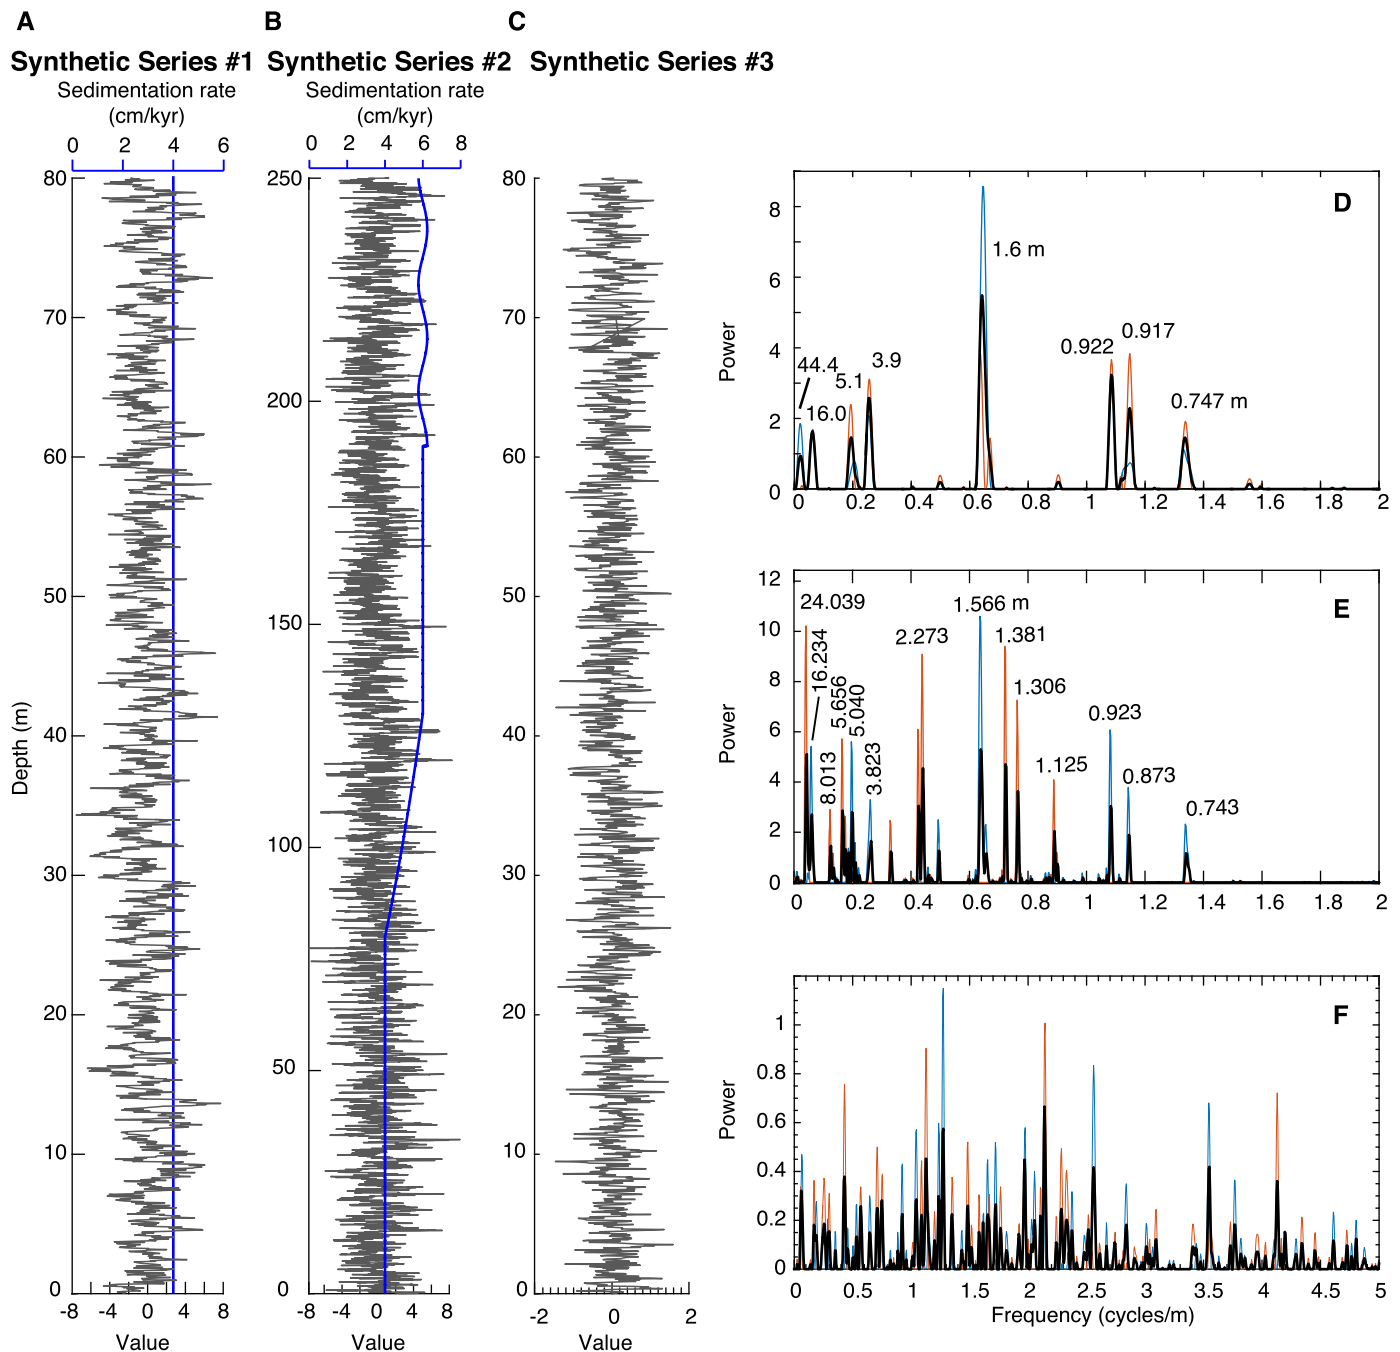 A
B
C
Synthetic Series #1
Synthetic Series #2
Synthetic Series #3
Sedimentation rate
(cm/kyr)
Sedimentation rate
(cm/kyr)
0 2 4 6
0 2 4 6 8
80
70
60
50
40
30
20
10
0
Depth (m)
-8 -4 0 4 8
Value
250
200
150
100
50
0
-8 -4 0 4 8
Value
80
70
60
50
40
30
20
10
0
-2 0 2
Value
D
8
6
4
2
0
Power
44.4
16.0
5.1
3.9
1.6 m
0.922
0.917
0.747 m
0 0.2 0.4 0.6 0.8 1 1.2 1.4 1.6 1.8 2
E
12
10
8
6
4
2
0
Power
24.039
16.234
8.013
5.656
5.040
3.823
2.273
1.566 m
1.381
1.306
1.125
0.923
0.873
0.743
0 0.2 0.4 0.6 0.8 1 1.2 1.4 1.6 1.8 2
F
1
0.8
0.6
0.4
0.2
0
Power
0 0.5 1 1.5 2 2.5 3 3.5 4 4.5 5
Frequency (cycles/m)